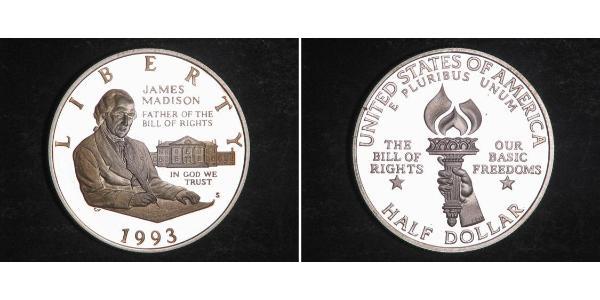 LIBERTY
JAMES
MADISON
FATHER OF THE
BILL OF RIGHTS
IN GOD WE
TRUST
S
1993
UNITED STATES OF AMERICA
E PLURIBUS UNUM
THE
BILL OF
RIGHTS
OUR
BASIC
FREEDOMS
HALF DOLLAR